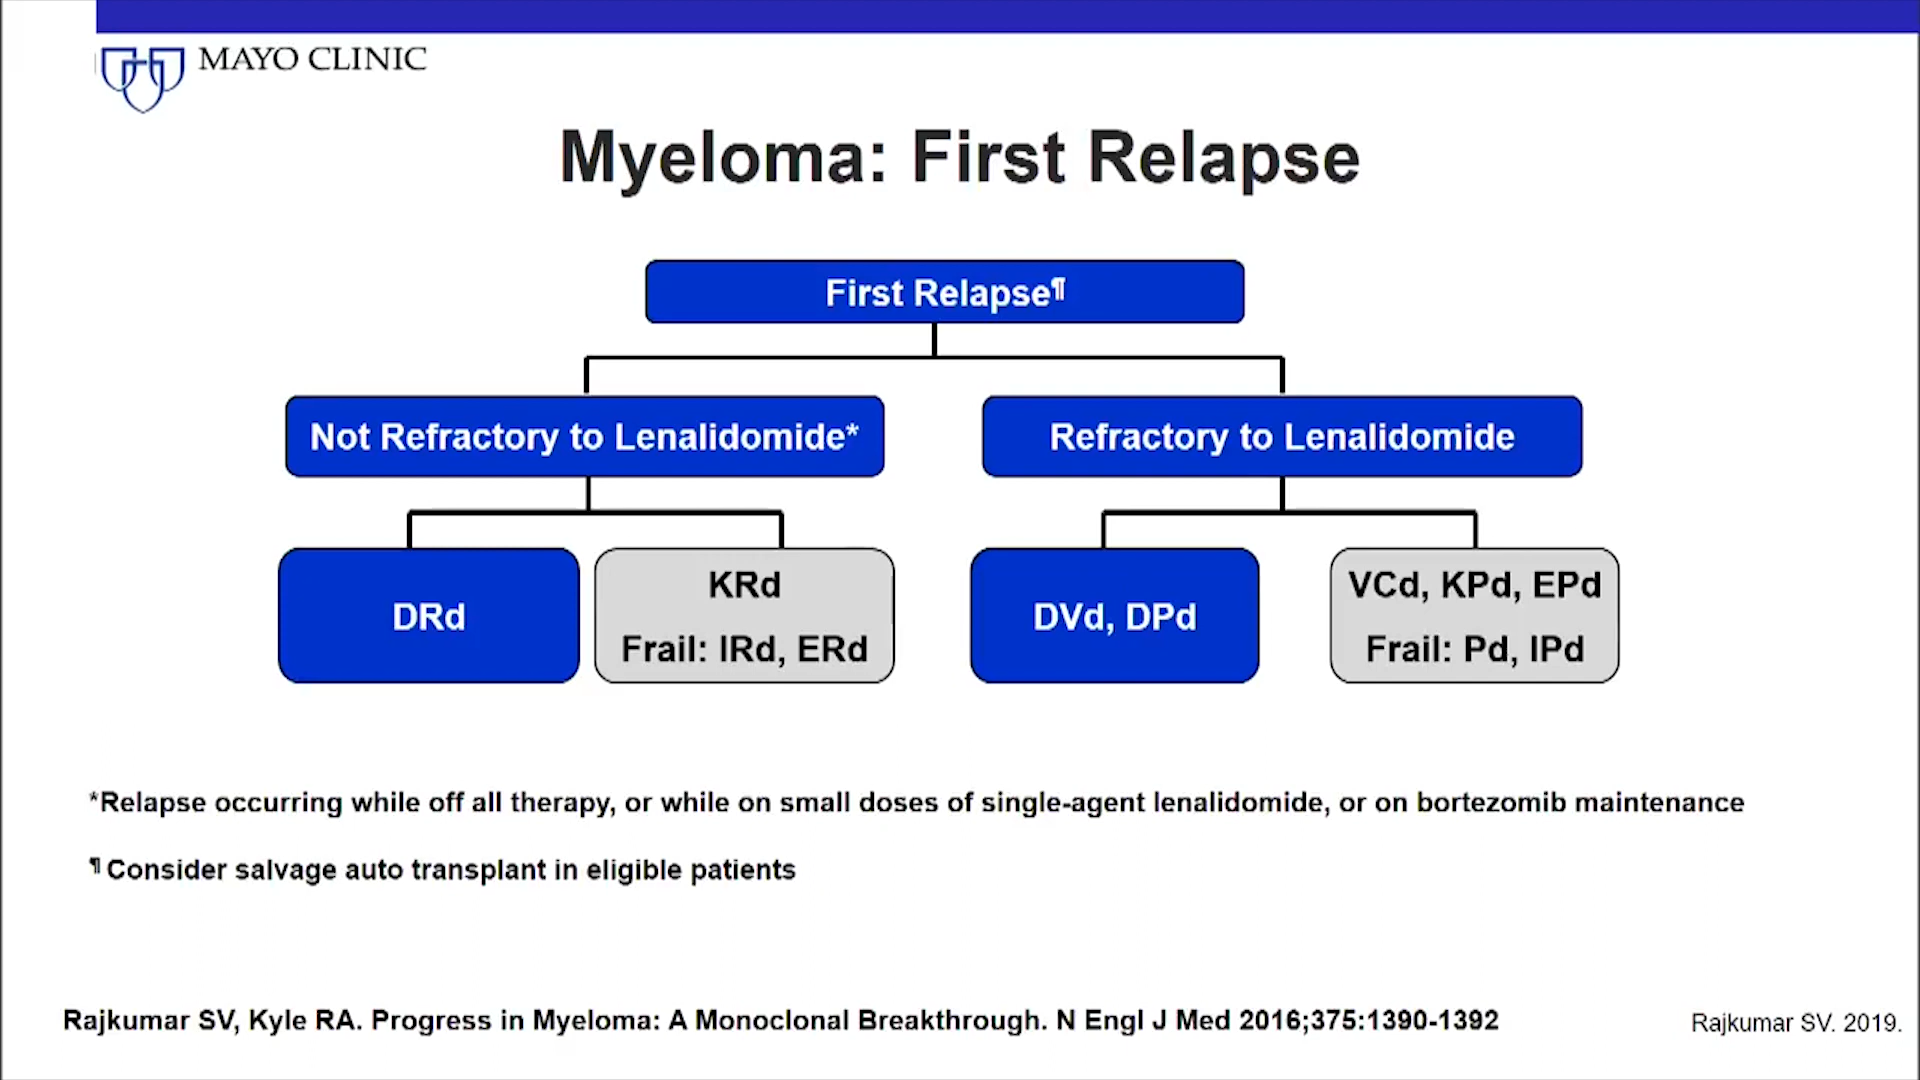 MAYO CLINIC
Myeloma: First Relapse
First Relapse¶
Not Refractory to Lenalidomide*
Refractory to Lenalidomide
DRd
KRd
Frail: IRd, ERd
DVd, DPd
VCd, KPd, EPd
Frail: Pd, IPd
*Relapse occurring while off all therapy, or while on small doses of single-agent lenalidomide, or on bortezomib maintenance
¶ Consider salvage auto transplant in eligible patients
Rajkumar SV, Kyle RA. Progress in Myeloma: A Monoclonal Breakthrough. N Engl J Med 2016;375:1390-1392
Rajkumar SV. 2019.